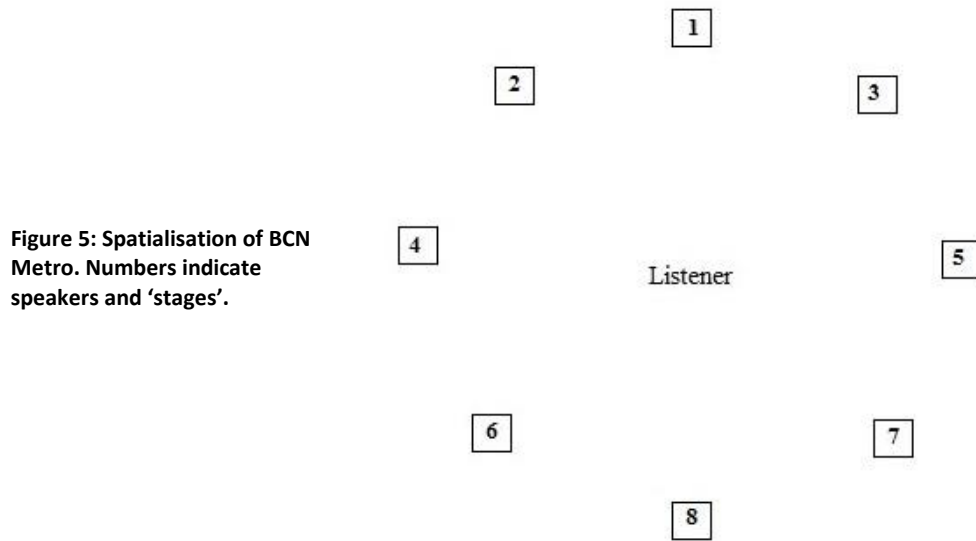 1
2
3
Figure 5: Spatialisation of BCN
Metro. Numbers indicate
speakers and ‘stages’.
4
Listener
5
6
7
8